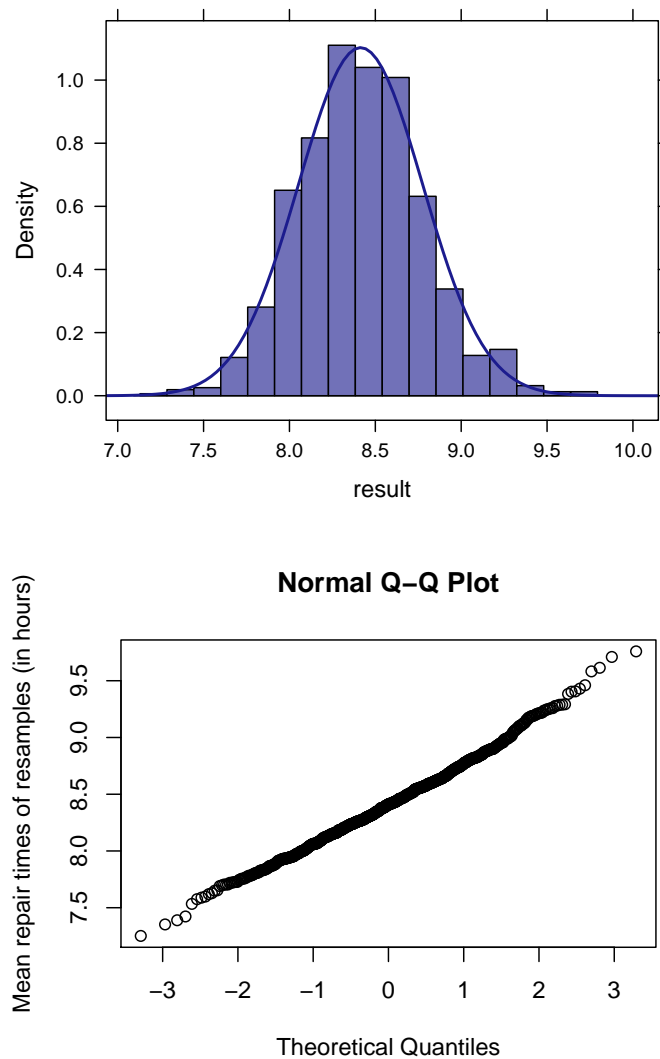 1.0
0.8
0.6
0.4
0.2
0.0
Density
7.0 7.5 8.0 8.5 9.0 9.5 10.0
result
Normal Q−Q Plot
Mean repair times of resamples (in hours)
9.5
9.0
8.5
8.0
7.5
−3 −2 −1 0 1 2 3
Theoretical Quantiles